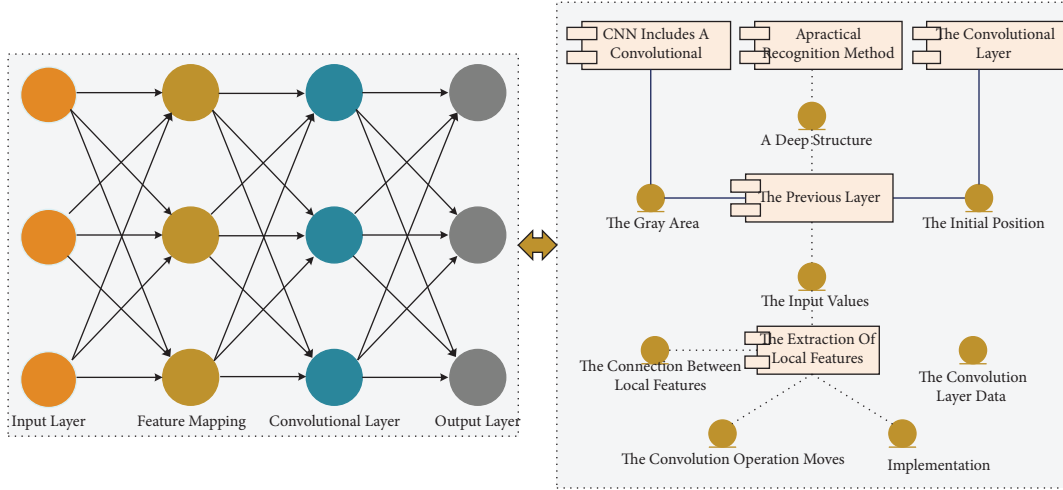 Input Layer
Feature Mapping
Convolutional Layer
Output Layer
CNN Includes A
Convolutional
Apractical
Recognition Method
The Convolutional
Layer
A Deep Structure
The Previous Layer
The Gray Area
The Initial Position
The Input Values
The Extraction Of
Local Features
The Connection Between
Local Features
The Convolution
Layer Data
The Convolution Operation Moves
Implementation